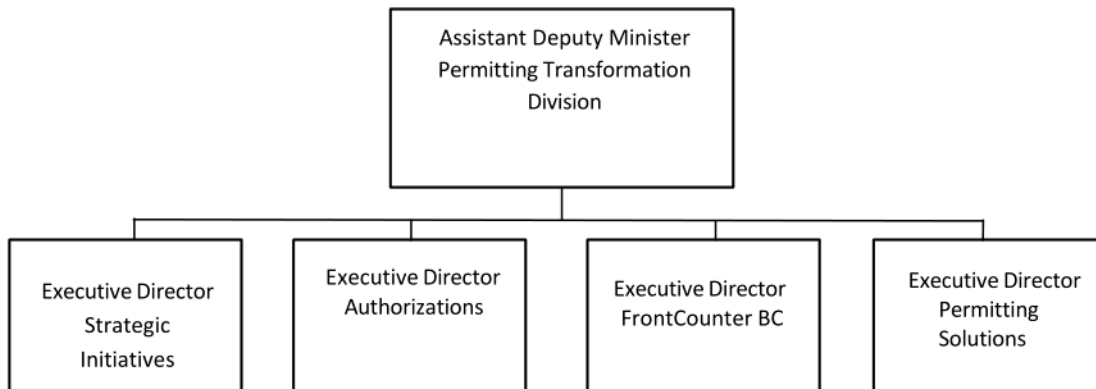 Assistant Deputy Minister
Permitting Transformation
Division
Executive Director
Strategic
Initiatives
Executive Director
Authorizations
Executive Director
FrontCounter BC
Executive Director
Permitting
Solutions